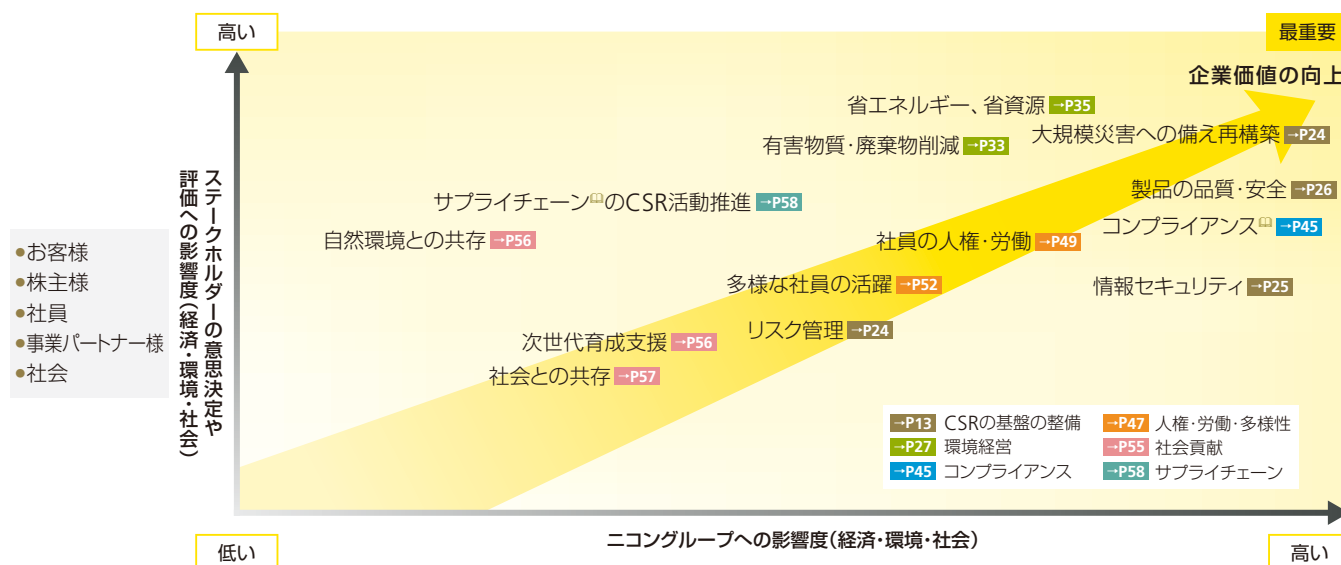 高い
最重要
企業価値の向上
省エネルギー、省資源 →P35
大規模災害への備え再構築 →P24
有害物質・廃棄物削減 →P33
製品の品質・安全 →P26
サプライチェーンのCSR活動推進 →P58
コンプライアンス →P45
自然環境との共存 →P56
社員の人権・労働 →P49
多様な社員の活躍 →P52
情報セキュリティ →P25
リスク管理 →P24
次世代育成支援 →P56
社会との共存 →P57
ステークホルダーの意思決定や
評価への影響度(経済・環境・社会)
●お客様
●株主様
●社員
●事業パートナー様
●社会
→P13 CSRの基盤の整備
→P27 環境経営
→P45 コンプライアンス
→P47 人権・労働・多様性
→P55 社会貢献
→P58 サプライチェーン
低い
ニコングループへの影響度(経済・環境・社会)
高い